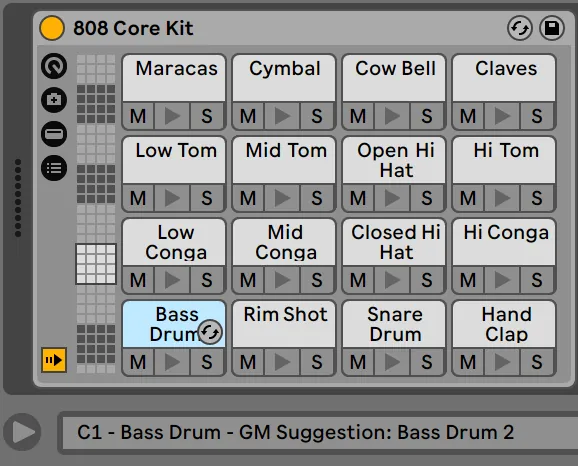 808 Core Kit
Maracas
Cymbal
Cow Bell
Claves
M S M S M S M S
Low Tom
Mid Tom
Open Hi
Hat
Hi Tom
M S M S M S M S
Low
Conga
Mid
Conga
Closed Hi
Hat
Hi Conga
M S M S M S M S
Bass
Drum
Rim Shot
Snare
Drum
Hand
Clap
M S M S M S M S
C1 - Bass Drum - GM Suggestion: Bass Drum 2